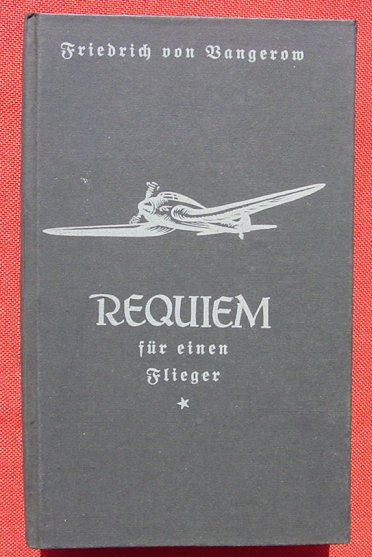 Friedrich von Vangerow
REQUIEM
für einen
Flieger